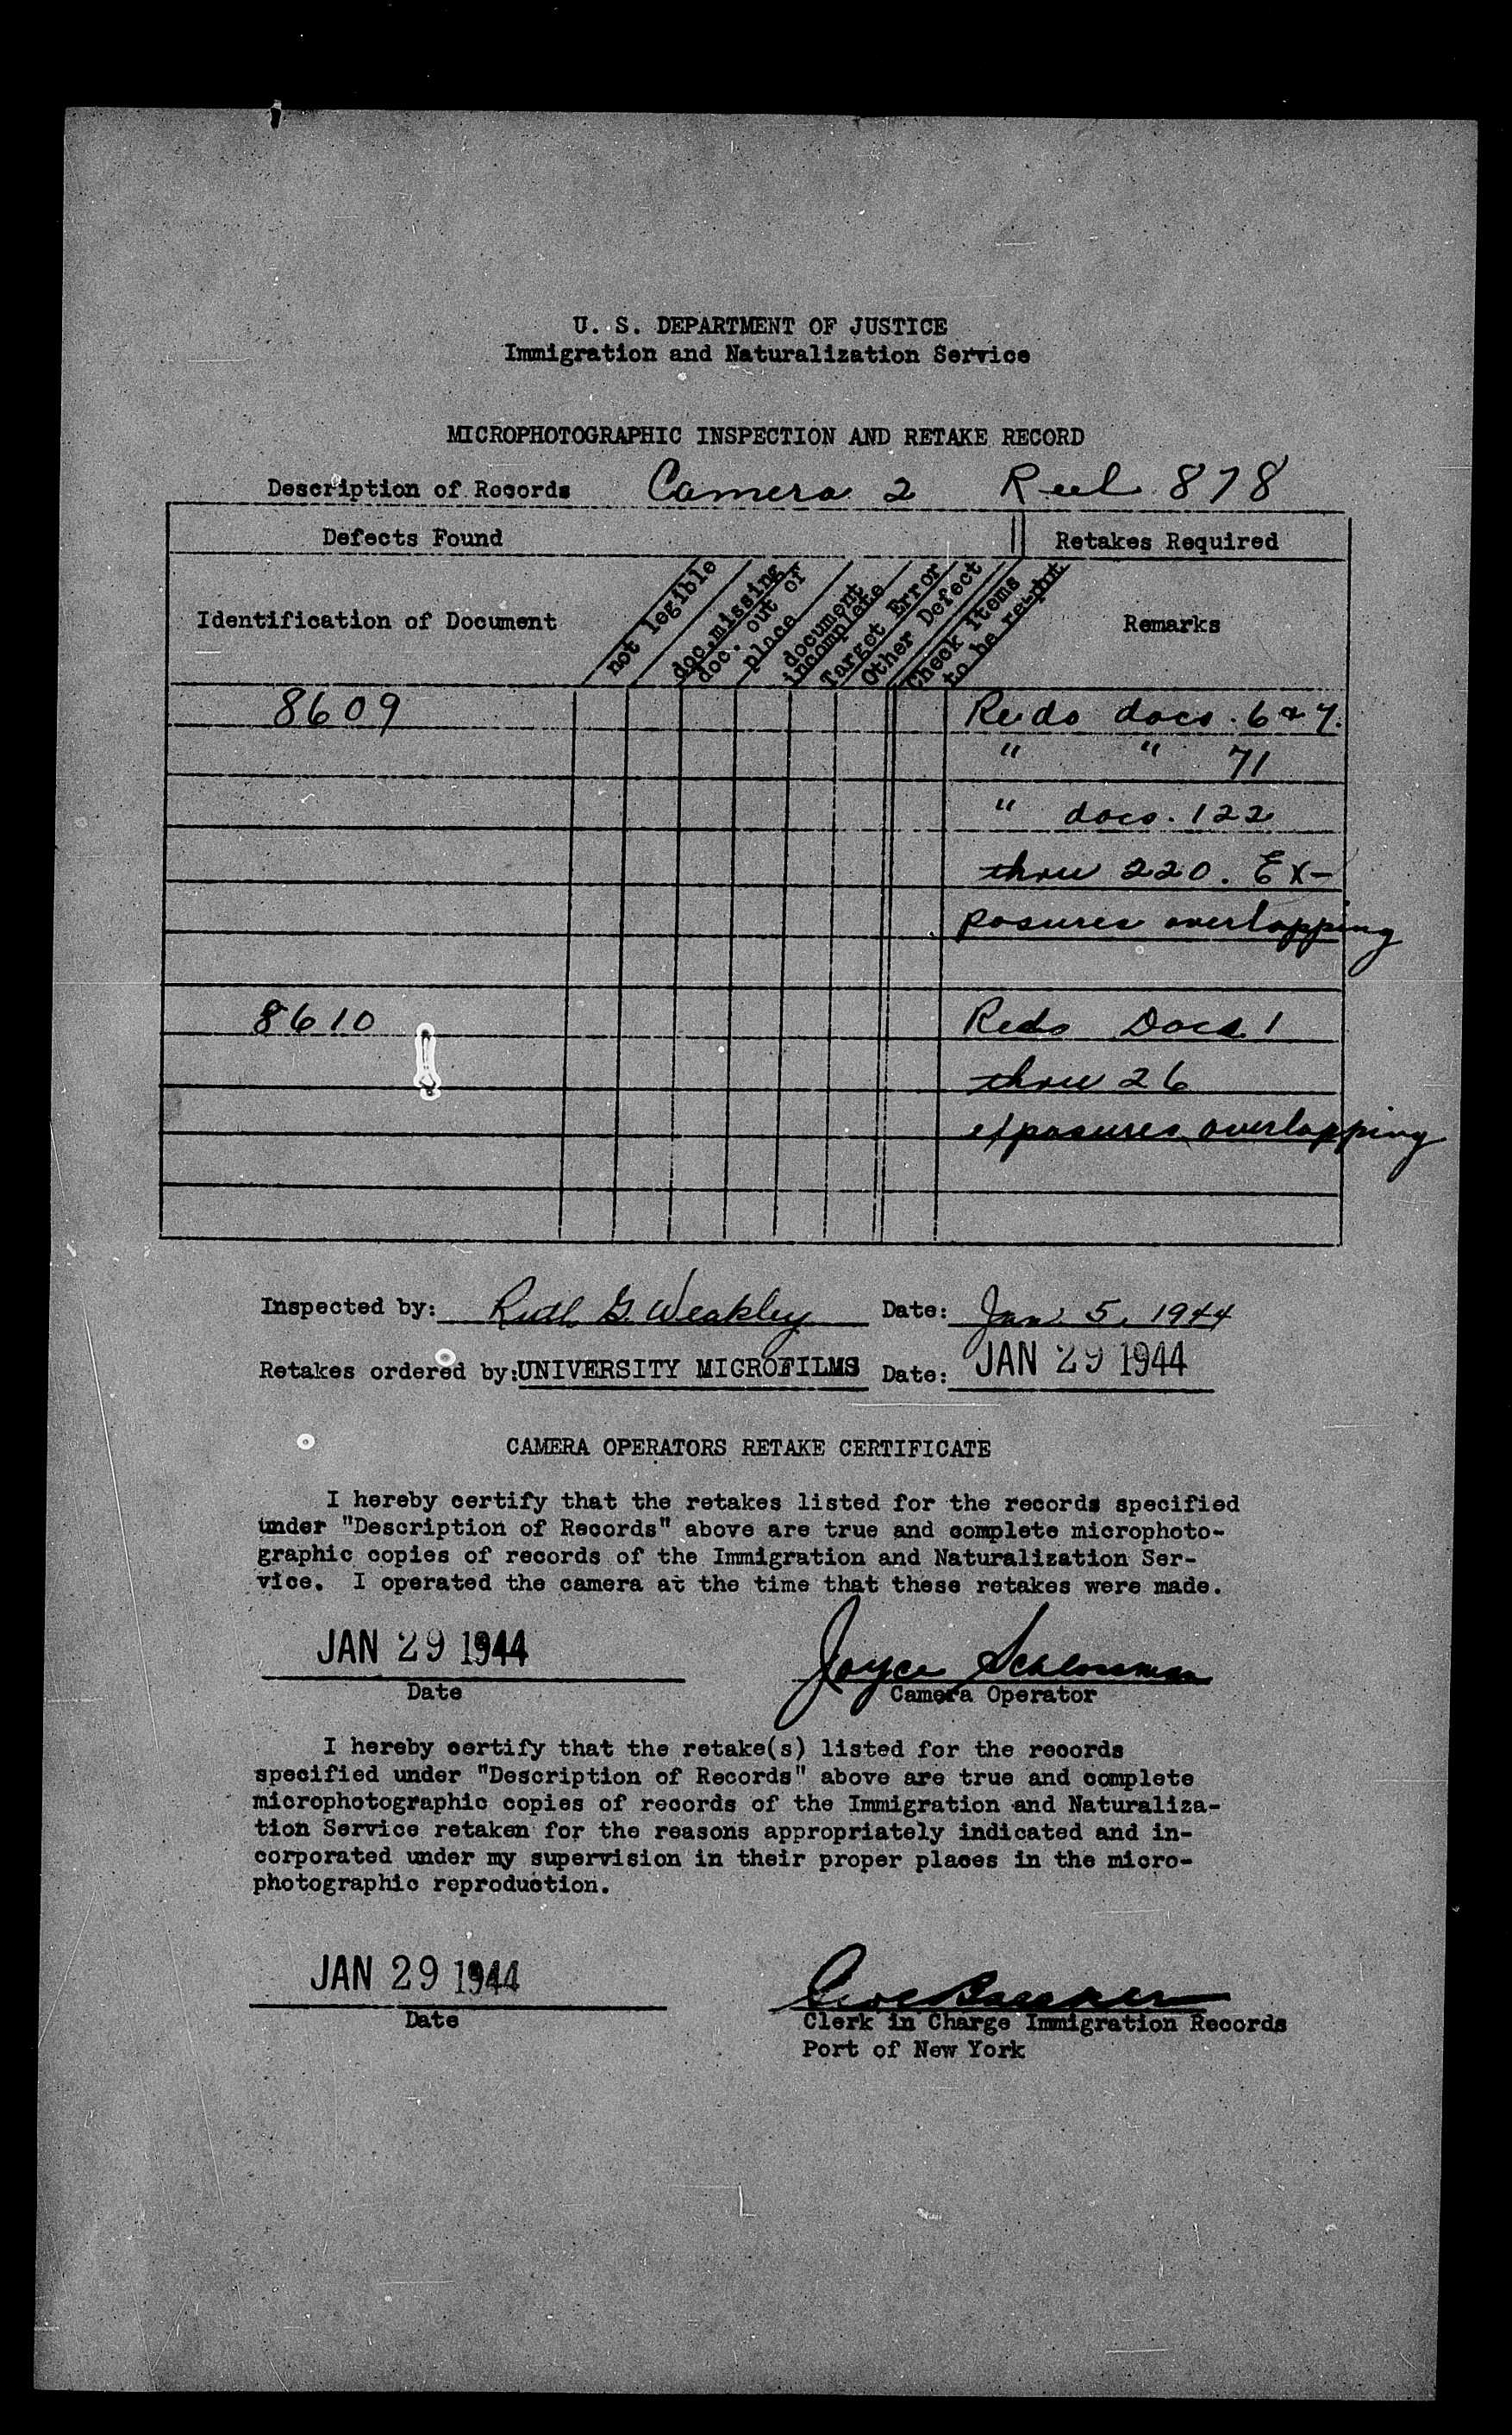 U. S. DEPARTMENT OF JUSTICE
Immigration and Naturalization Service
MICROPHOTOGRAPHIC INSPECTION AND RETAKE RECORD
Description of Records Camera 2 Reel 878
Defects Found Retakes Required
Identification of Document
not legible
doc. missing
doc. out of
place
document
incomplete
Target Error
Other Defect
Check items
to be re-pht
Remarks
8609 Redo docs. 6 & 7.
" " 71
" docs. 122
thru 220. Ex-
posures overlapping
8610 Redo Docs. 1
thru 26
exposures overlapping
Inspected by: Ruth G. Weakley Date: Jan 5, 1944
Retakes ordered by: UNIVERSITY MICROFILMS Date: JAN 29 1944
CAMERA OPERATORS RETAKE CERTIFICATE
I hereby certify that the retakes listed for the records specified
under "Description of Records" above are true and complete microphoto-
graphic copies of records of the Immigration and Naturalization Ser-
vice. I operated the camera at the time that these retakes were made.
JAN 29 1944 Joyce Schlossman
Date Camera Operator
I hereby certify that the retake(s) listed for the records
specified under "Description of Records" above are true and complete
microphotographic copies of records of the Immigration and Naturaliza-
tion Service retaken for the reasons appropriately indicated and in-
corporated under my supervision in their proper places in the micro-
photographic reproduction.
JAN 29 1944
Date Clerk in Charge Immigration Records
Port of New York